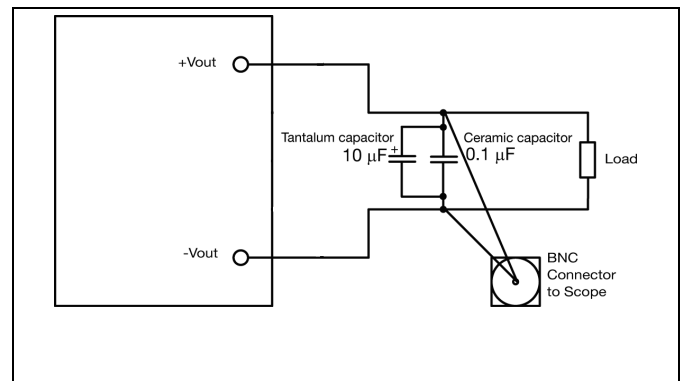 +Vout
Tantalum capacitor
10 µF
+
Ceramic capacitor
0.1 µF
Load
-Vout
BNC
Connector
to Scope